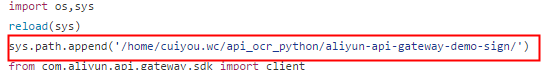 import os,sys
reload(sys)
sys.path.append('/home/cuiyou.wc/api_ocr_python/aliyun-api-gateway-demo-sign/')
from com.aliyun.api.gateway.sdk import client